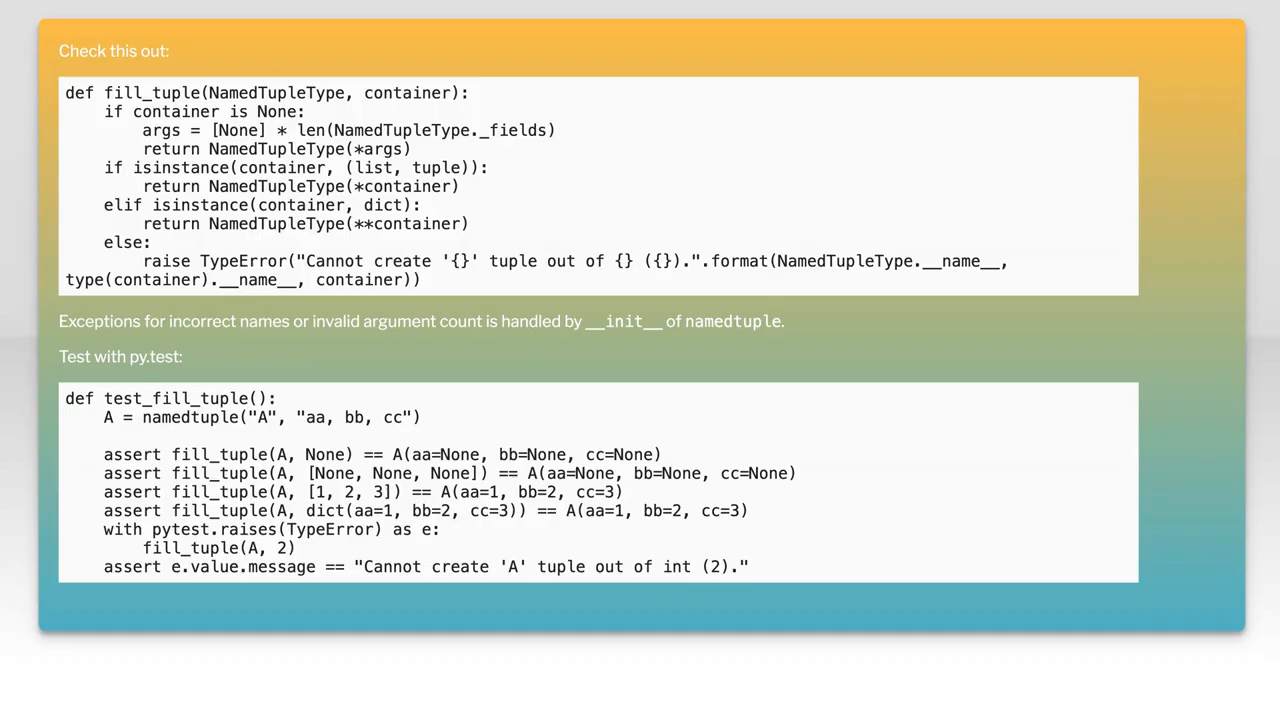 Check this out:
def fill_tuple(NamedTupleType, container):
    if container is None:
        args = [None] * len(NamedTupleType._fields)
        return NamedTupleType(*args)
    if isinstance(container, (list, tuple)):
        return NamedTupleType(*container)
    elif isinstance(container, dict):
        return NamedTupleType(**container)
    else:
        raise TypeError("Cannot create '{}' tuple out of {} ({}).".format(NamedTupleType.__name__,
type(container).__name__, container))
Exceptions for incorrect names or invalid argument count is handled by __init__ of namedtuple.
Test with py.test:
def test_fill_tuple():
    A = namedtuple("A", "aa, bb, cc")

    assert fill_tuple(A, None) == A(aa=None, bb=None, cc=None)
    assert fill_tuple(A, [None, None, None]) == A(aa=None, bb=None, cc=None)
    assert fill_tuple(A, [1, 2, 3]) == A(aa=1, bb=2, cc=3)
    assert fill_tuple(A, dict(aa=1, bb=2, cc=3)) == A(aa=1, bb=2, cc=3)
    with pytest.raises(TypeError) as e:
        fill_tuple(A, 2)
    assert e.value.message == "Cannot create 'A' tuple out of int (2)."